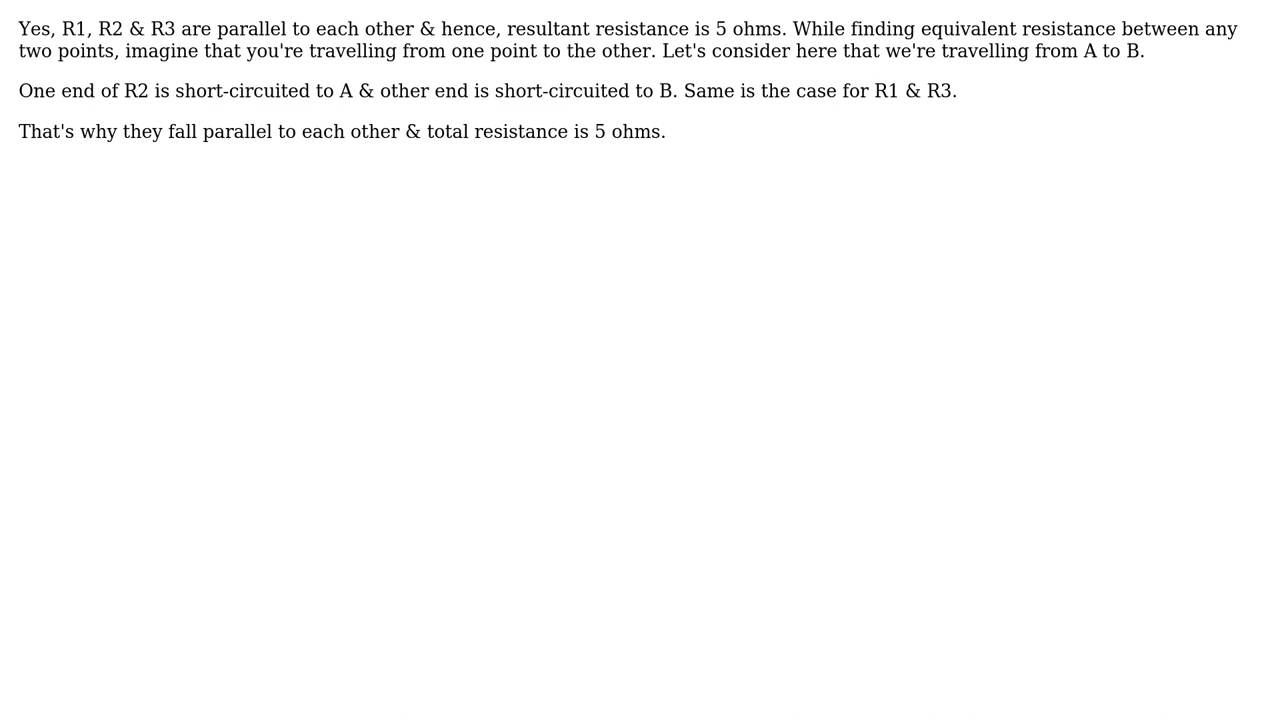 Yes, R1, R2 & R3 are parallel to each other & hence, resultant resistance is 5 ohms. While finding equivalent resistance between any
two points, imagine that you're travelling from one point to the other. Let's consider here that we're travelling from A to B.
One end of R2 is short-circuited to A & other end is short-circuited to B. Same is the case for R1 & R3.
That's why they fall parallel to each other & total resistance is 5 ohms.